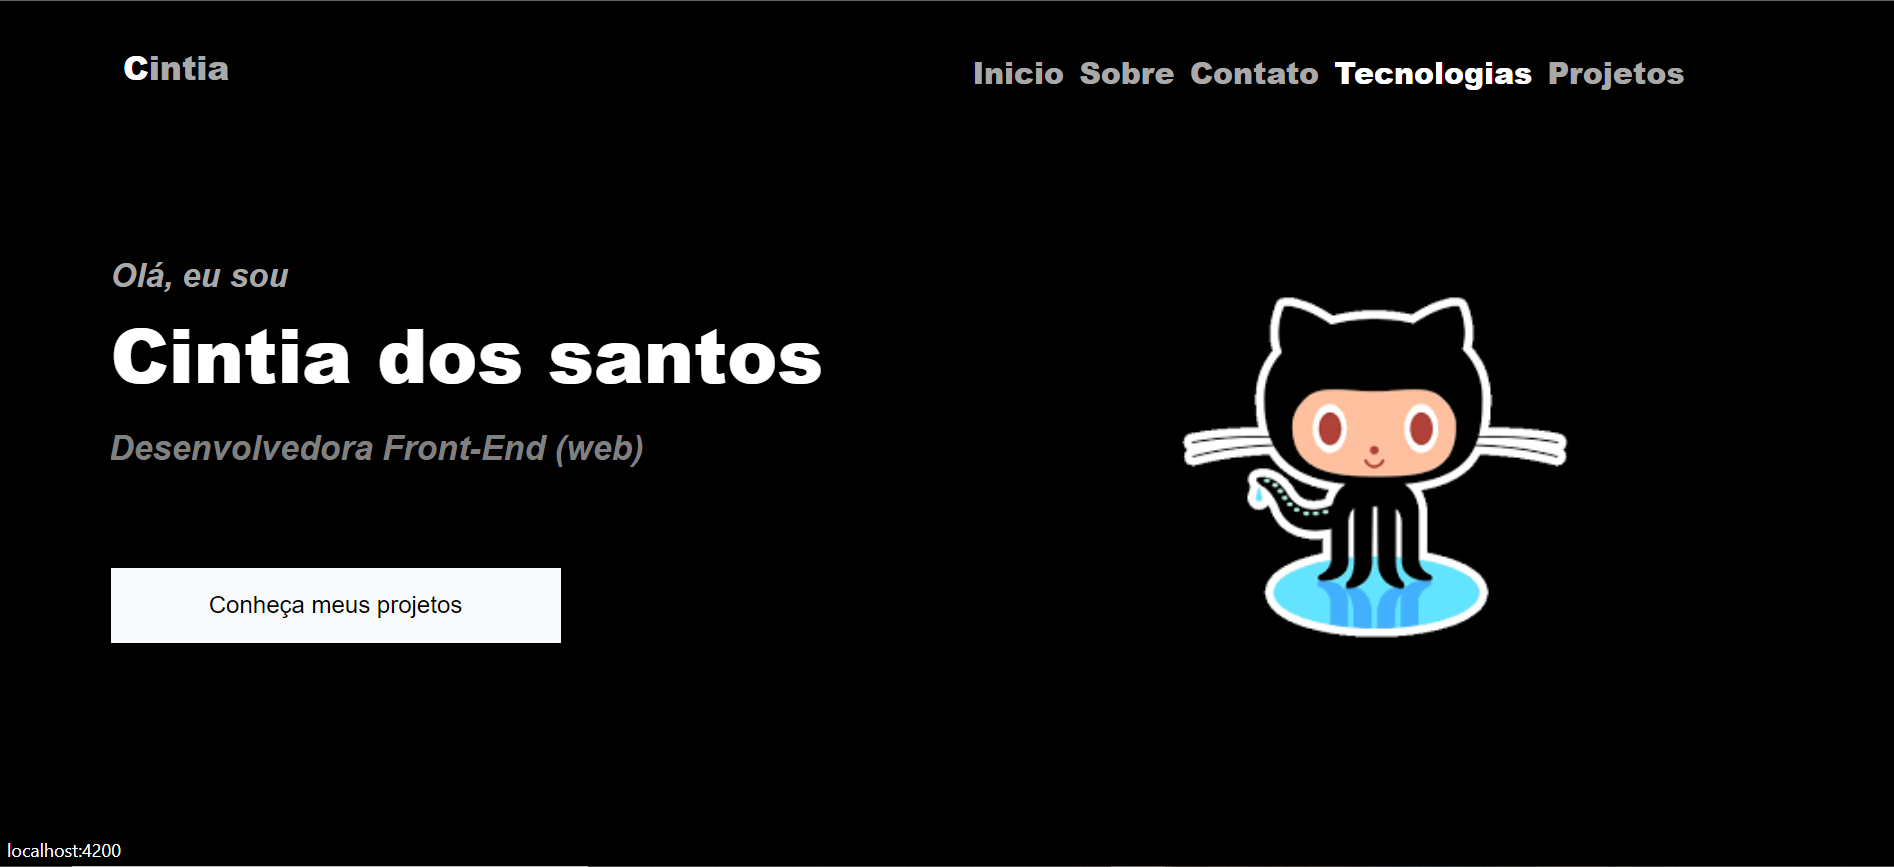 Cintia
Inicio Sobre Contato Tecnologias Projetos
Olá, eu sou
Cintia dos santos
Desenvolvedora Front-End (web)
Conheça meus projetos
localhost:4200